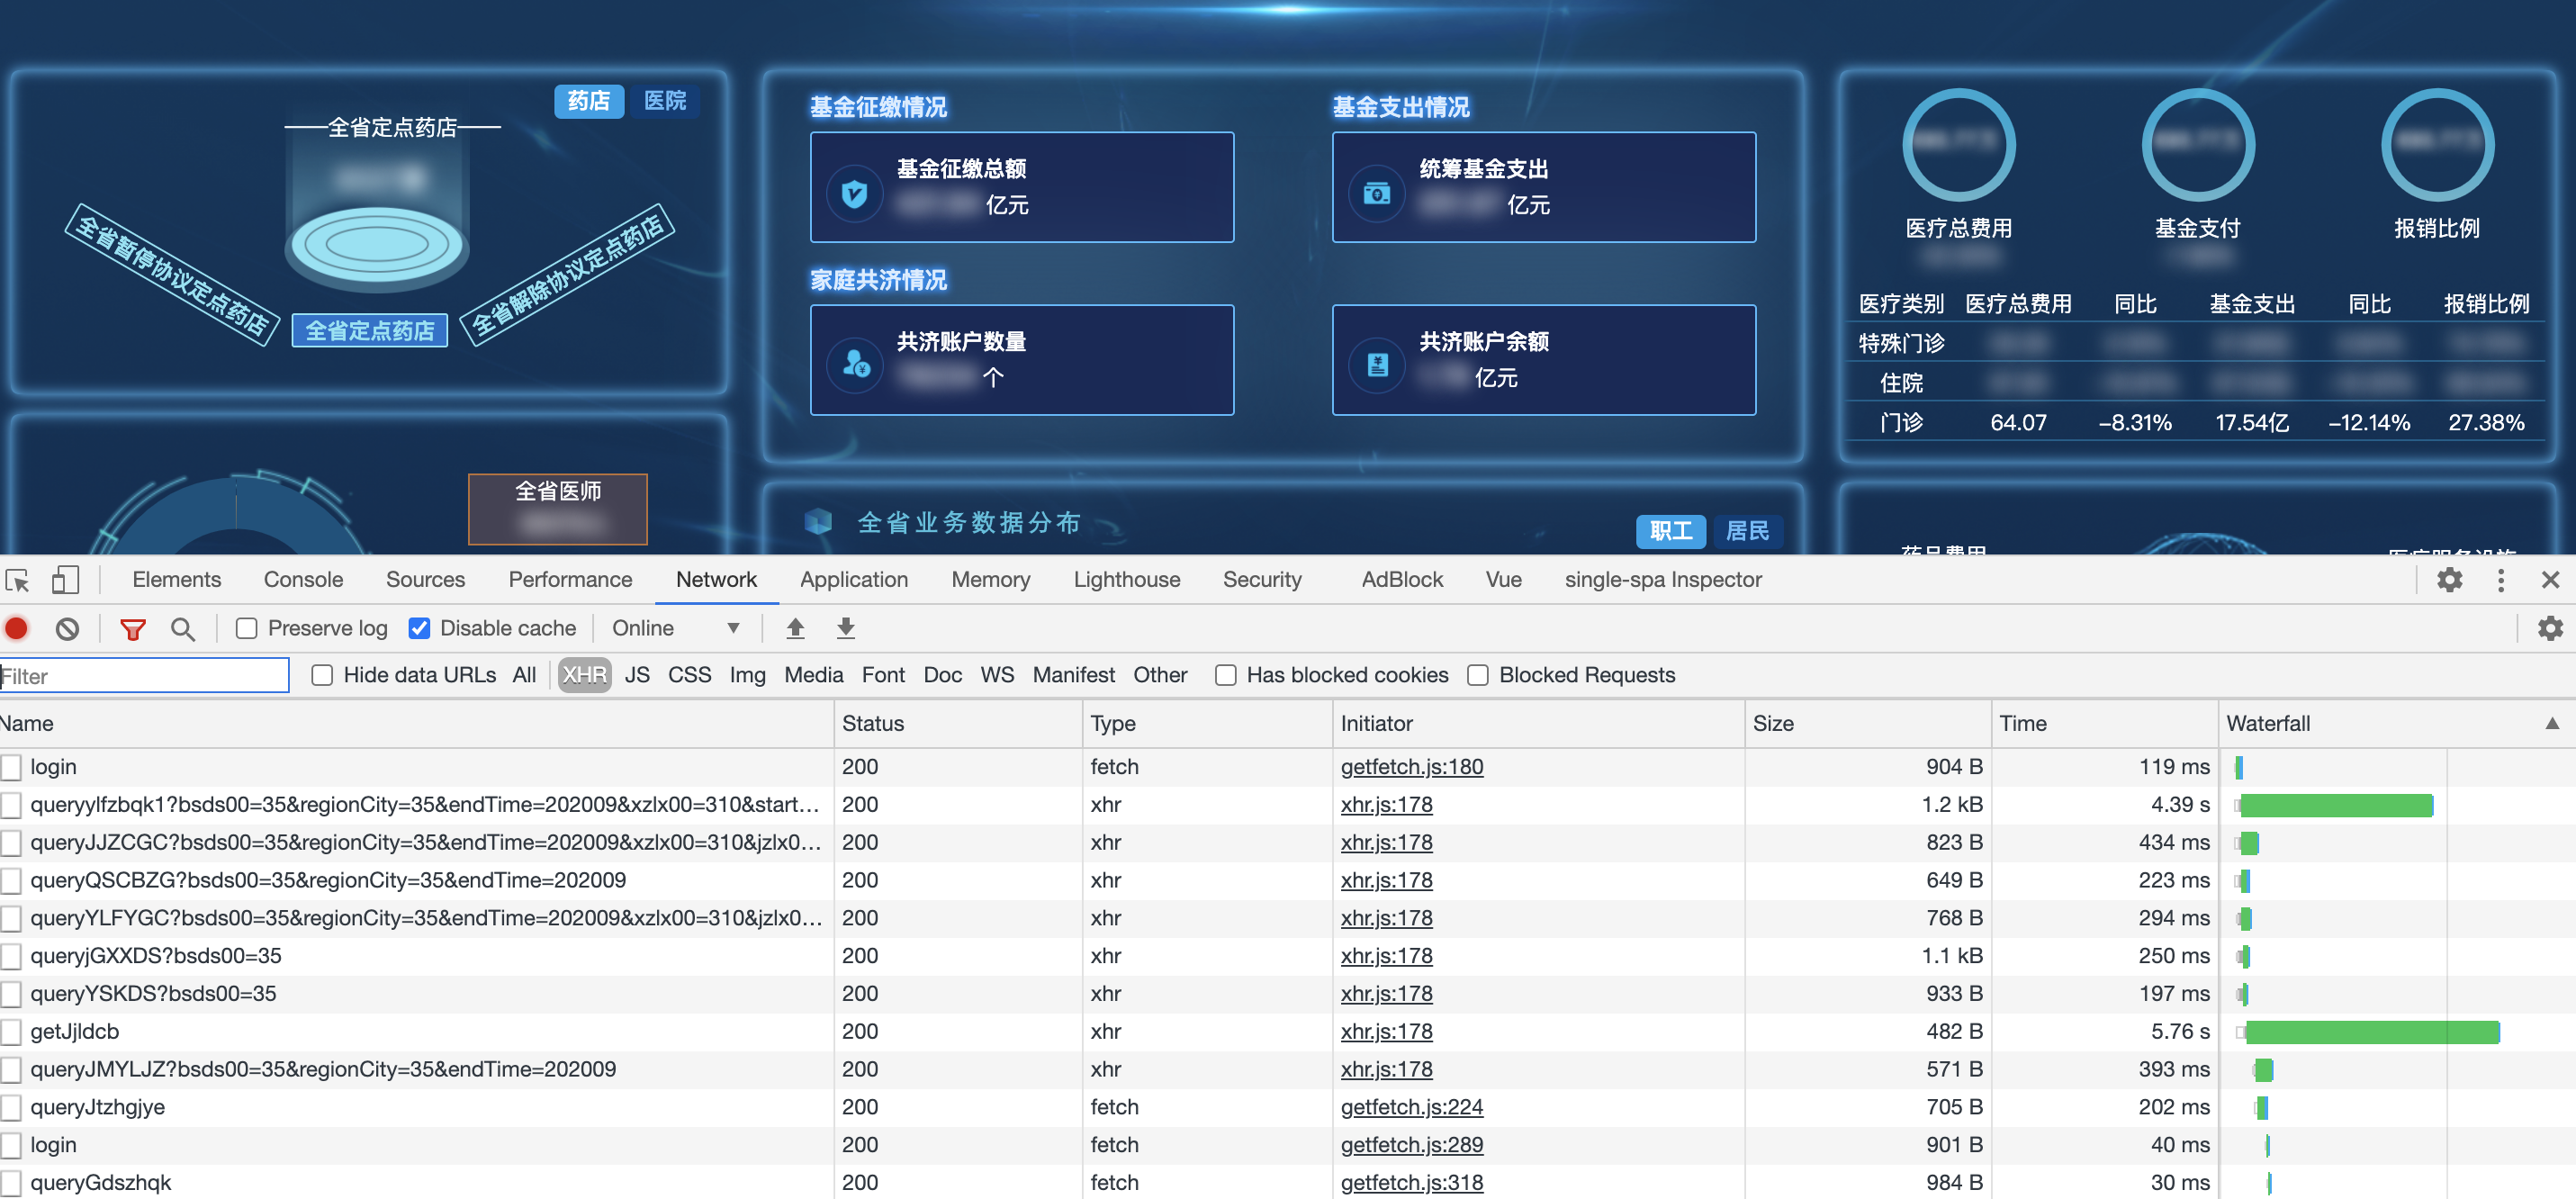 药店 医院
全省定点药店
全省暂停协议定点药店
全省定点药店
全省解除协议定点药店
全省医师
基金征缴情况
基金征缴总额
亿元
基金支出情况
统筹基金支出
亿元
家庭共济情况
共济账户数量
个
共济账户余额
亿元
全省业务数据分布
职工 居民
医疗总费用
基金支付
报销比例
医疗类别 医疗总费用 同比 基金支出 同比 报销比例
特殊门诊
住院
门诊 64.07 -8.31% 17.54亿 -12.14% 27.38%
Elements Console Sources Performance Network Application Memory Lighthouse Security AdBlock Vue single-spa Inspector
Preserve log Disable cache Online
Filter Hide data URLs All XHR JS CSS Img Media Font Doc WS Manifest Other Has blocked cookies Blocked Requests
Name Status Type Initiator Size Time Waterfall
login 200 fetch getfetch.js:180 904 B 119 ms
queryylfzbqk1?bsds00=35&regionCity=35&endTime=202009&xzlx00=310&start... 200 xhr xhr.js:178 1.2 kB 4.39 s
queryJJZCGC?bsds00=35&regionCity=35&endTime=202009&xzlx00=310&jzlx0... 200 xhr xhr.js:178 823 B 434 ms
queryQSCBZG?bsds00=35&regionCity=35&endTime=202009 200 xhr xhr.js:178 649 B 223 ms
queryYLFYGC?bsds00=35&regionCity=35&endTime=202009&xzlx00=310&jzlx0... 200 xhr xhr.js:178 768 B 294 ms
queryjGXXDS?bsds00=35 200 xhr xhr.js:178 1.1 kB 250 ms
queryYSKDS?bsds00=35 200 xhr xhr.js:178 933 B 197 ms
getJjldcb 200 xhr xhr.js:178 482 B 5.76 s
queryJMYLJZ?bsds00=35&regionCity=35&endTime=202009 200 xhr xhr.js:178 571 B 393 ms
queryJtzhgjye 200 fetch getfetch.js:224 705 B 202 ms
login 200 fetch getfetch.js:289 901 B 40 ms
queryGdszhqk 200 fetch getfetch.js:318 984 B 30 ms